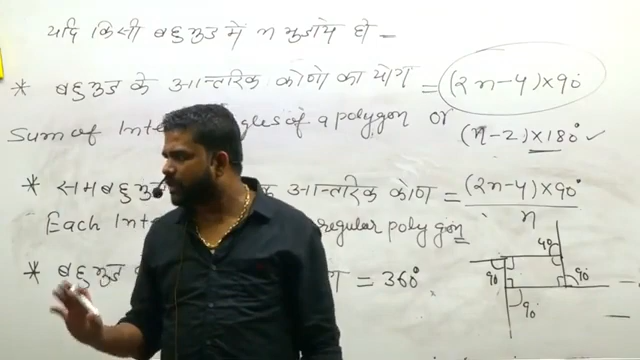 यदि किसी बहुभुज में n भुजायें हो –
* बहुभुज के आन्तरिक कोणों का योग = (2n-4)×90°
Sum of Inte gles of a polygon or (n-2)×180° ✓
* समबहुभुज आन्तरिक कोण = (2n-4)×90° / n
Each Inte regular polygon
* बहुभुज = 360°
90
90
90
90